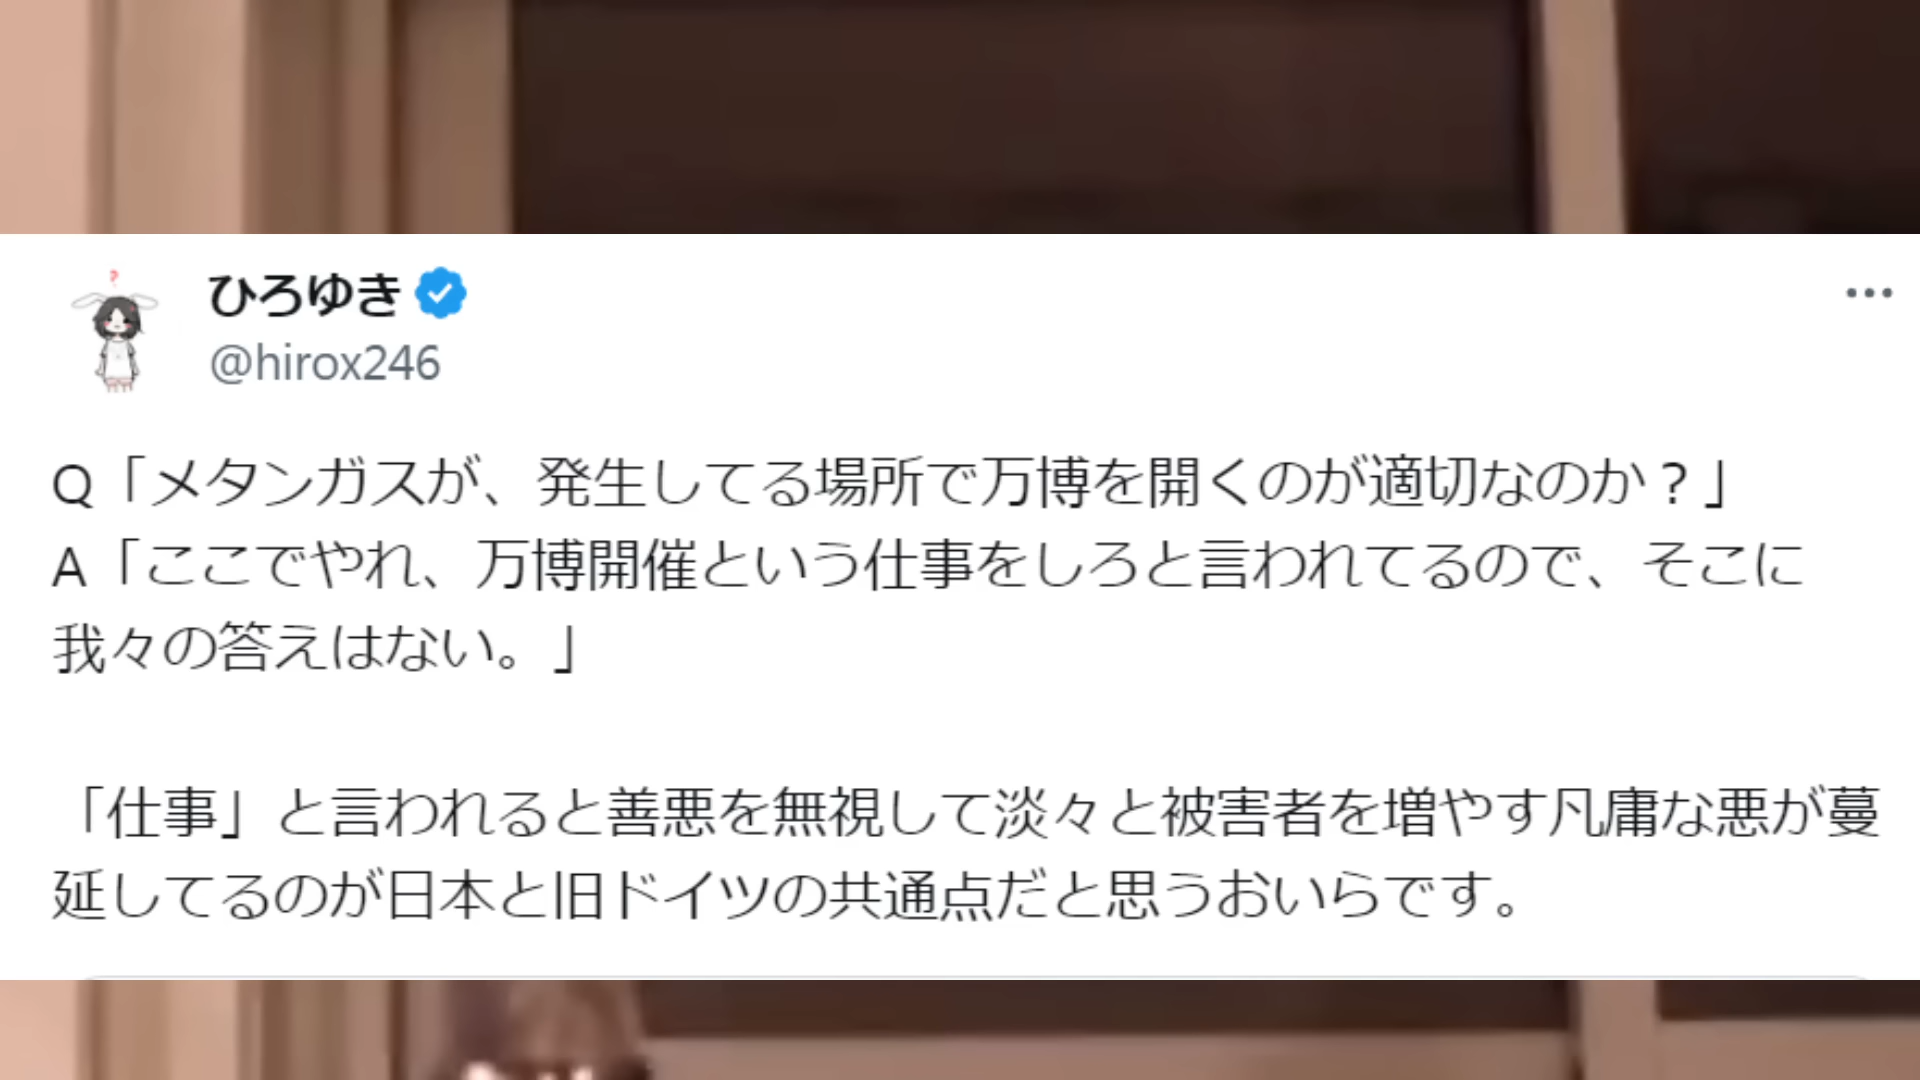 ひろゆき
@hirox246
Q「メタンガスが、発生してる場所で万博を開くのが適切なのか？」
A「ここでやれ、万博開催という仕事をしろと言われてるので、そこに
我々の答えはない。」
「仕事」と言われると善悪を無視して淡々と被害者を増やす凡庸な悪が蔓
延してるのが日本と旧ドイツの共通点だと思うおいらです。